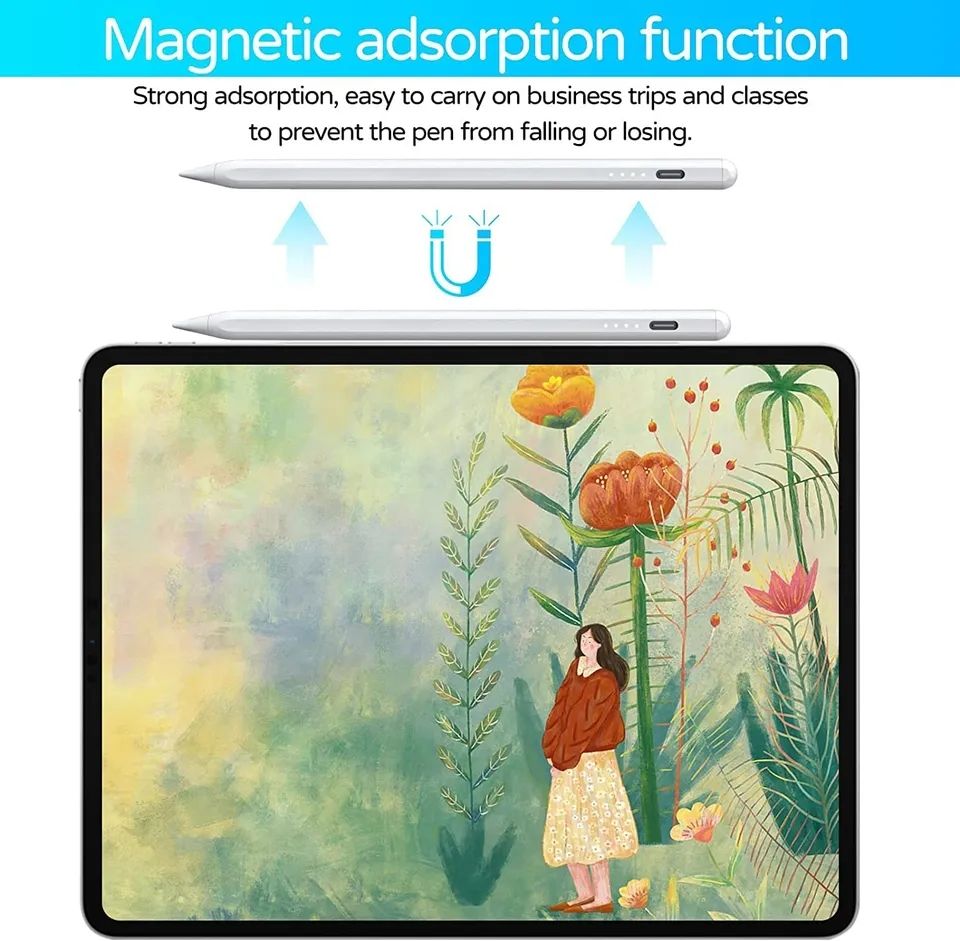 Magnetic adsorption function
Strong adsorption, easy to carry on business trips and classes
to prevent the pen from falling or losing.